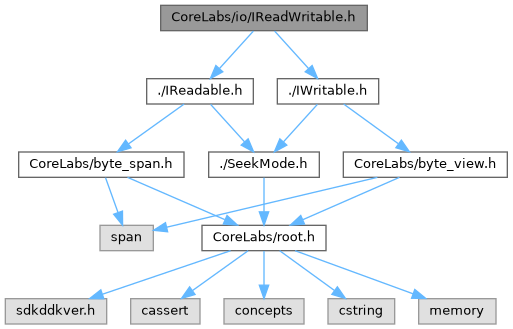 CoreLabs/io/IReadWritable.h
./IReadable.h
./IWritable.h
CoreLabs/byte_span.h
./SeekMode.h
CoreLabs/byte_view.h
span
CoreLabs/root.h
sdkddkver.h
cassert
concepts
cstring
memory